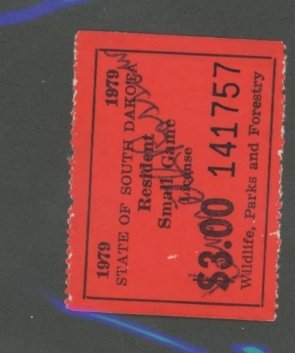 1979 1979
STATE OF SOUTH DAKOTA
Resident
Small Game
License
$3.00 141757
Wildlife, Parks and Forestry